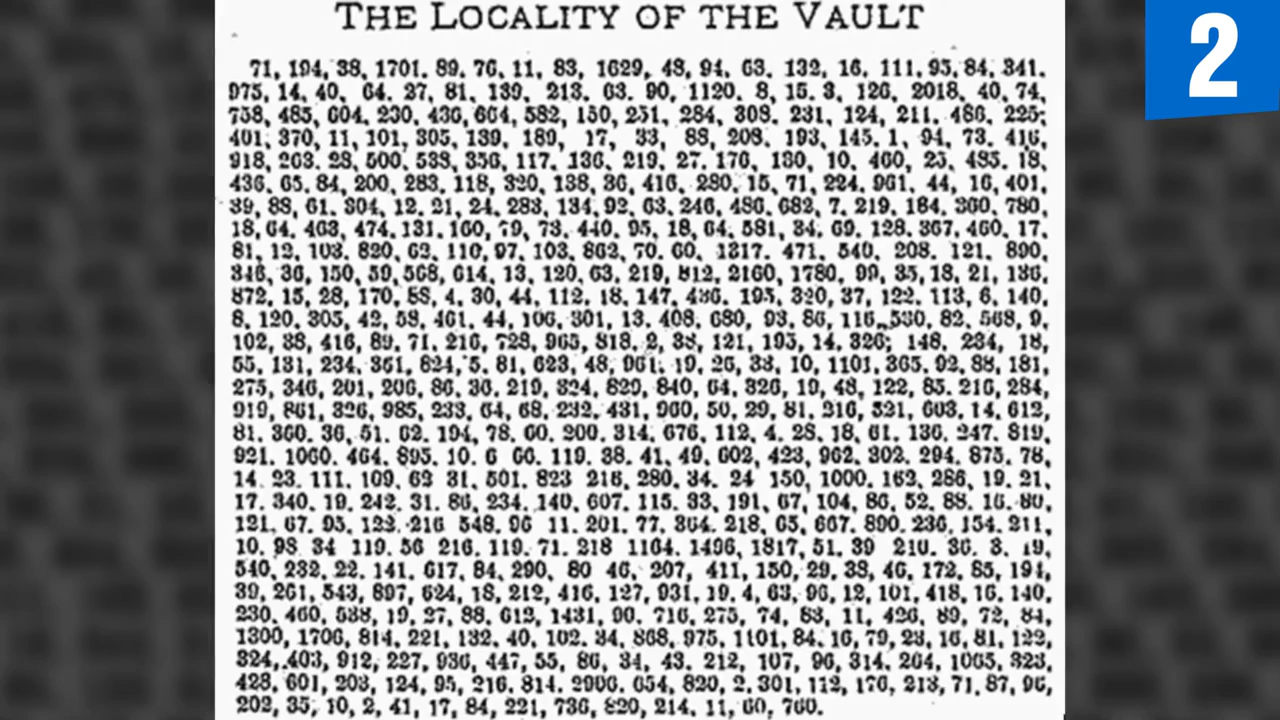 THE LOCALITY OF THE VAULT
2
71, 194, 38, 1701. 89. 76, 11, 83, 1629, 48, 94, 63. 132, 16, 111, 95, 84, 341.
975, 14, 40, 64. 27, 81, 139, 213. 63. 90, 1120. 8, 15. 3, 126, 2018, 40, 74,
758, 485, 604, 230, 436, 664, 582, 150, 251, 284, 308. 231, 124, 211. 486, 225,
401; 370, 11, 101, 305, 139, 189, 17, 33, 88, 208. 193, 145. 1, 94, 73. 416,
918, 263. 28, 500, 538, 356, 117. 136, 219, 27, 176, 130, 10, 460, 25, 485. 18,
436. 65. 84, 200, 283, 118, 320, 138, 36, 416, 280, 15, 71, 224, 961. 44, 16, 401,
39, 88, 61. 304, 12. 21, 24, 283, 134, 92, 63, 246, 486, 682, 7. 219, 184. 360, 780,
18, 64. 463, 474. 131. 160, 79, 73, 440, 95, 18, 64. 581, 34. 69. 128. 367. 460, 17.
81, 12, 103. 820, 62. 110, 97. 103, 862, 70. 60. 1317. 471. 540, 208. 121. 890,
346, 36, 150, 59, 568, 614, 13, 120, 63, 219, 812, 2160, 1780, 99, 35, 18, 21, 136,
872, 15, 28, 170, 88, 4, 30, 44, 112, 18, 147, 436. 195, 320, 37, 122. 113, 6, 140,
8, 120, 305, 42, 58, 461. 44, 106, 301, 13, 408, 680, 93. 86, 116, 530, 82, 568, 9,
102, 38, 416, 89, 71, 216, 728, 965, 818, 2, 38, 121, 195, 14, 326; 148, 234, 18,
55, 131, 234, 361, 824, 5. 81, 623, 48, 961. 19, 26, 33, 10, 1101, 365, 92, 88, 181,
275, 346, 201, 206, 86, 36, 219, 324, 829, 840, 64, 326, 19, 48, 122, 85. 216, 284,
919, 861, 326, 985, 233, 64, 68, 232, 431, 960, 50, 29, 81. 216, 321, 603. 14, 612,
81. 360. 36, 51. 62. 194, 78. 60. 200. 314, 676, 112, 4. 28, 18, 61. 136. 247. 819,
921. 1060. 464, 895. 10. 6 66. 119. 38. 41. 49, 602, 423, 962, 302. 294. 875. 78,
14. 23. 111, 109. 62 31. 501. 823 216, 280. 34. 24 150, 1000. 162, 286, 19. 21,
17. 340. 19. 242. 31. 86, 234. 140, 607. 115. 33, 191, 67, 104, 86, 52. 88. 16. 80,
121, 67. 95. 122. 216 548. 96 11. 201. 77, 364. 218, 65, 667. 890. 236, 154. 211,
10. 98 34 119. 56 216. 119. 71. 218 1164. 1496, 1817, 51. 39 210. 36. 3. 19,
540, 232, 22. 141. 617, 84, 290, 80 46, 207, 411, 150, 29, 38, 46, 172, 85, 194,
39, 261, 543, 897, 624, 18, 212, 416, 127, 931, 19. 4, 63, 96, 12, 101, 418, 16. 140,
230, 460, 538, 19, 27, 88, 612, 1431, 90, 716, 275, 74, 83, 11, 426, 89, 72, 84,
1300, 1706, 814, 221, 132. 40, 102. 34, 868, 975, 1101, 84. 16, 79, 23, 16, 81, 122,
324, 403, 912, 227, 936, 447, 55, 86, 34, 43. 212, 107, 96, 314. 264, 1065, 323,
428, 601, 203, 124, 95, 216, 814. 2906. 654, 820, 2. 301, 112, 176, 213, 71, 87, 96,
202, 35, 10, 2, 41, 17, 84, 221, 736, 820, 214, 11, 60, 760.